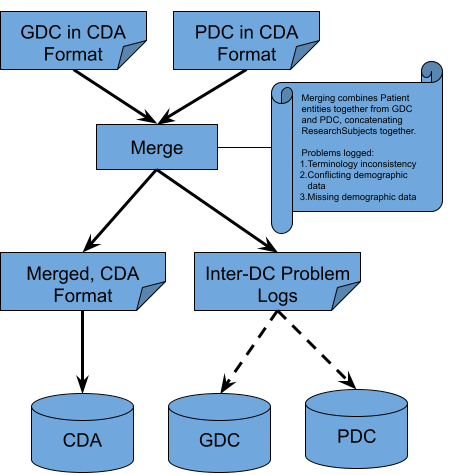 GDC in CDA
Format
PDC in CDA
Format
Merging combines Patient
entities together from GDC
and PDC, concatenating
ResearchSubjects together.
Problems logged:
1.Terminology inconsistency
2.Conflicting demographic
data
3.Missing demographic data
Merge
Merged, CDA
Format
Inter-DC Problem
Logs
CDA
GDC
PDC